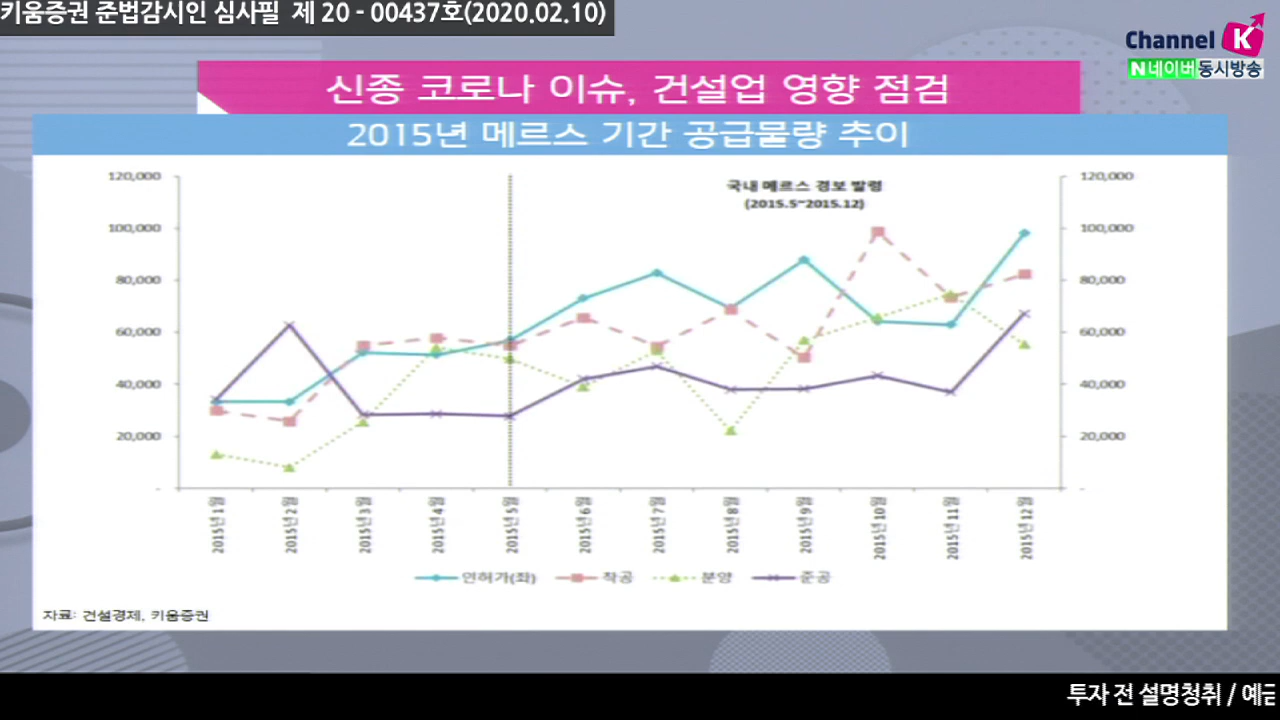 키움증권 준법감시인 심사필 제 20 - 00437호(2020.02.10)
Channel K
N 네이버 동시방송
신종 코로나 이슈, 건설업 영향 점검
2015년 메르스 기간 공급물량 추이
국내 메르스 경보 발령
(2015.5~2015.12)
120,000
100,000
80,000
60,000
40,000
20,000
-
120,000
100,000
80,000
60,000
40,000
20,000
-
2015년 1월
2015년 2월
2015년 3월
2015년 4월
2015년 5월
2015년 6월
2015년 7월
2015년 8월
2015년 9월
2015년 10월
2015년 11월
2015년 12월
인허가(좌) 착공 분양 준공
자료: 건설경제, 키움증권
투자 전 설명청취 / 예금